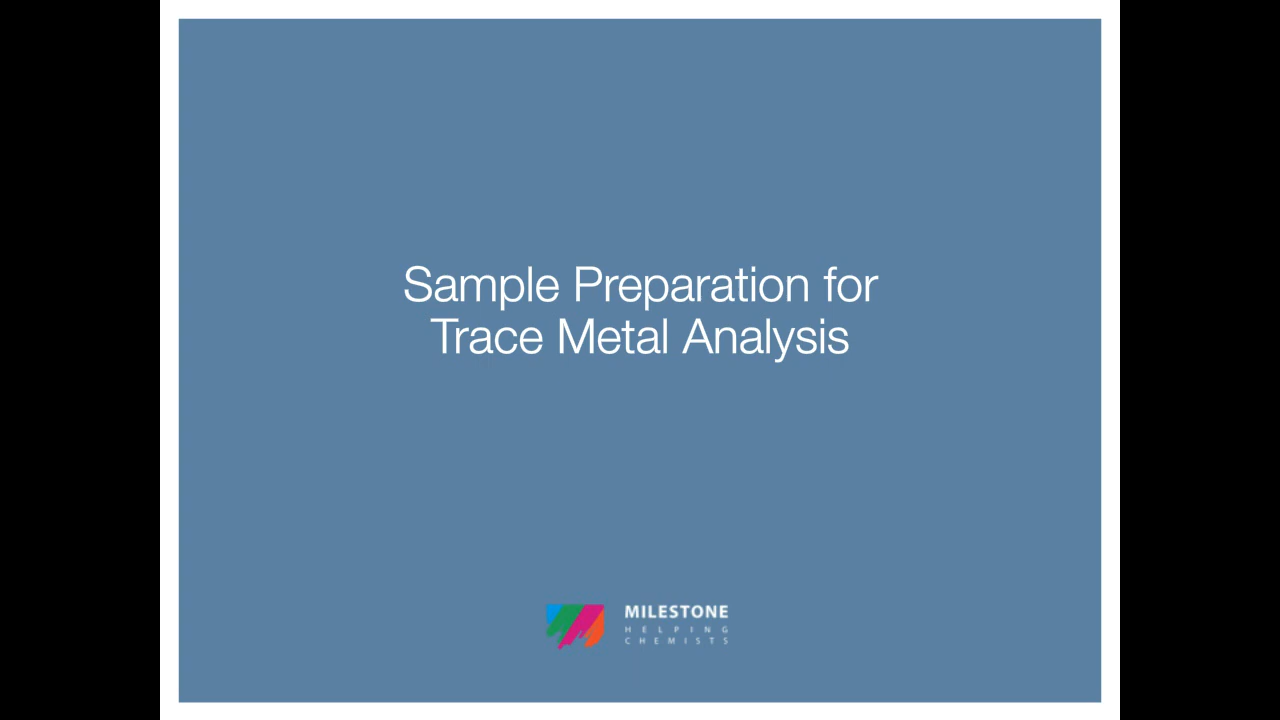 Sample Preparation for
Trace Metal Analysis
MILESTONE
HELPING
CHEMISTS